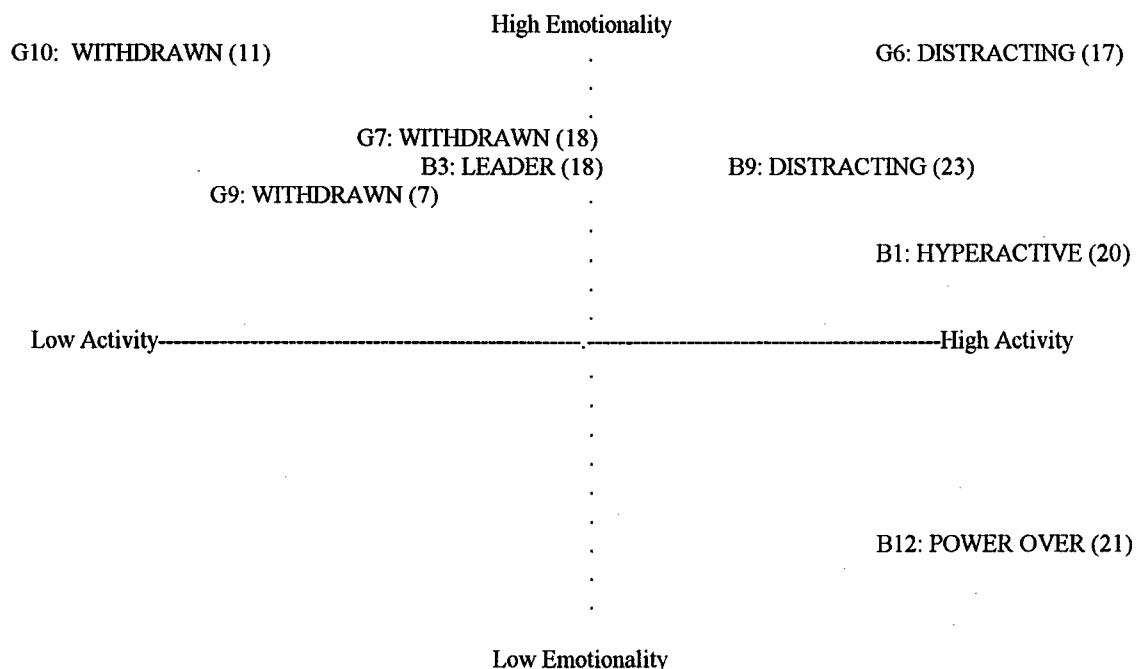 High Emotionality
G10: WITHDRAWN (11) G6: DISTRACTING (17)
G7: WITHDRAWN (18)
B3: LEADER (18) B9: DISTRACTING (23)
G9: WITHDRAWN (7)
B1: HYPERACTIVE (20)
Low Activity High Activity
B12: POWER OVER (21)
Low Emotionality